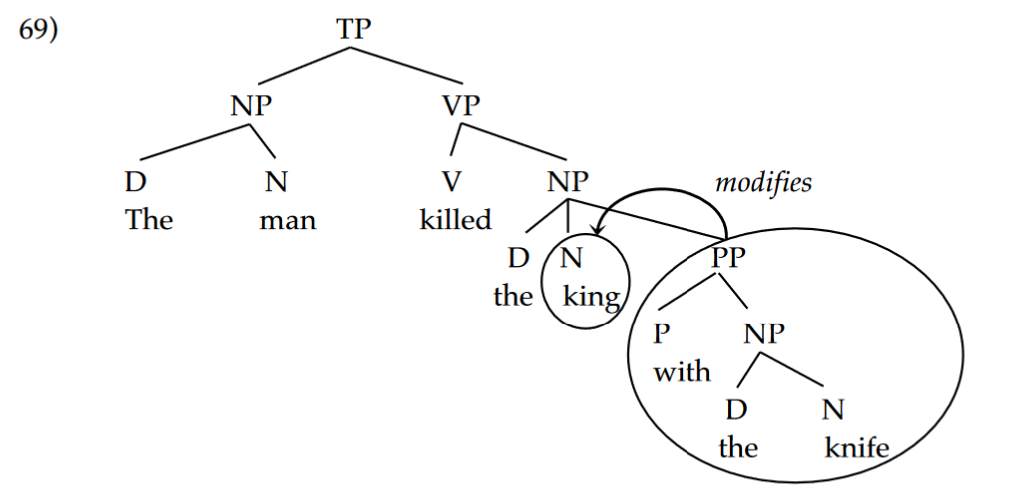 69) TP
NP VP
D N V NP modifies
The man killed
D N PP
the king
P NP
with
D N
the knife